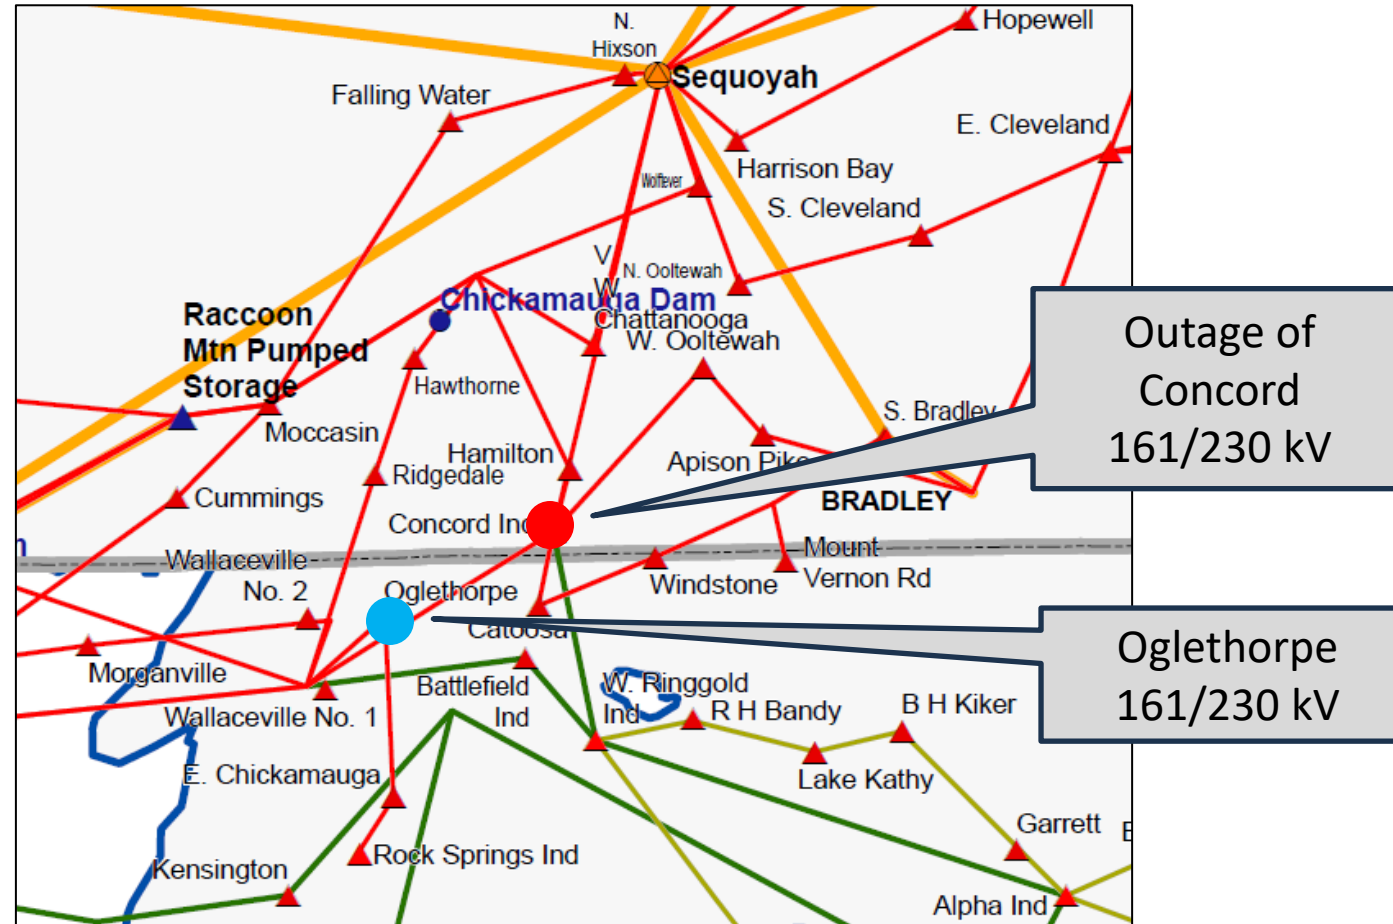 N.
Hixson
Hopewell
Sequoyah
Falling Water
E. Cleveland
Harrison Bay
Wolftever
S. Cleveland
V
W
N. Ooltewah
Chickamauga Dam
Chattanooga
W. Ooltewah
Raccoon
Mtn Pumped
Storage
Hawthorne
Moccasin
S. Bradley
Hamilton
Apison Pike
Ridgedale
Cummings
BRADLEY
Concord Ind
Wallaceville
No. 2
Mount
Vernon Rd
Oglethorpe
Windstone
Catoosa
Morganville
Battlefield
Ind
W. Ringgold
Ind
R H Bandy
B H Kiker
Wallaceville No. 1
E. Chickamauga
Lake Kathy
Garrett
Rock Springs Ind
Kensington
Alpha Ind
Outage of
Concord
161/230 kV
Oglethorpe
161/230 kV